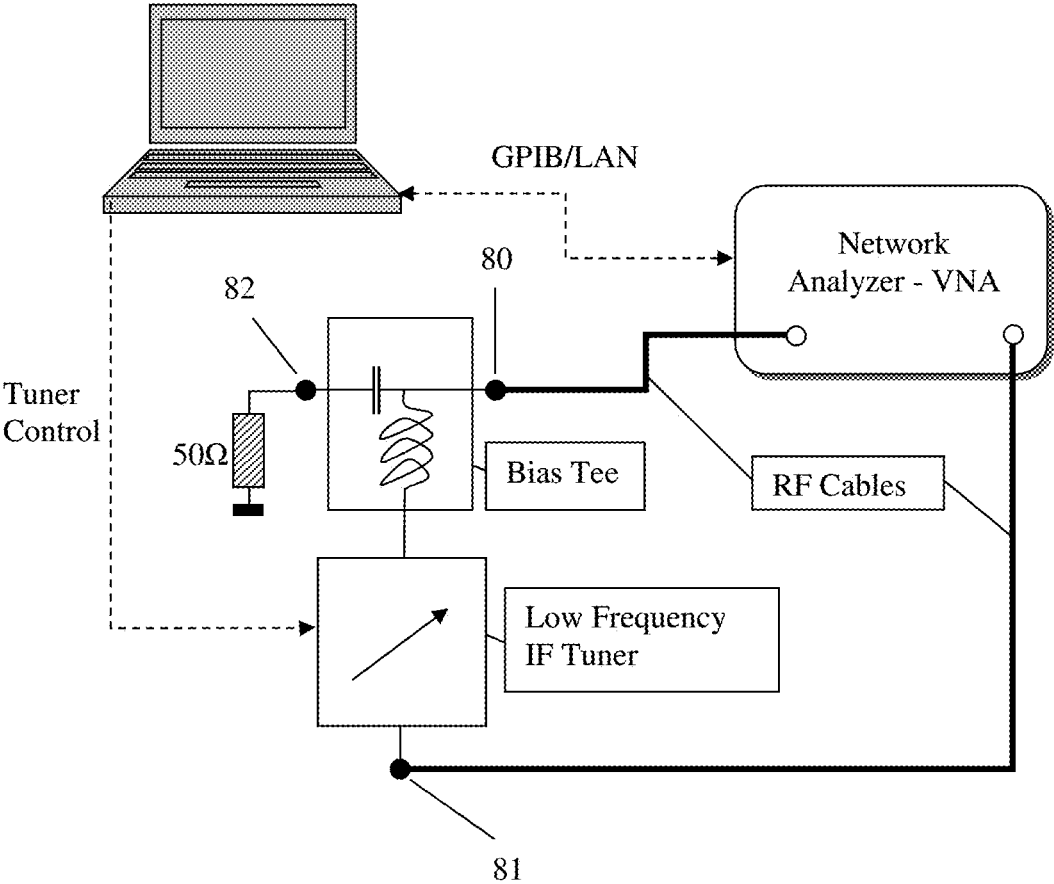 GPIB/LAN
Network
Analyzer - VNA
80
82
Tuner
Control
50Ω
Bias Tee
RF Cables
Low Frequency
IF Tuner
81